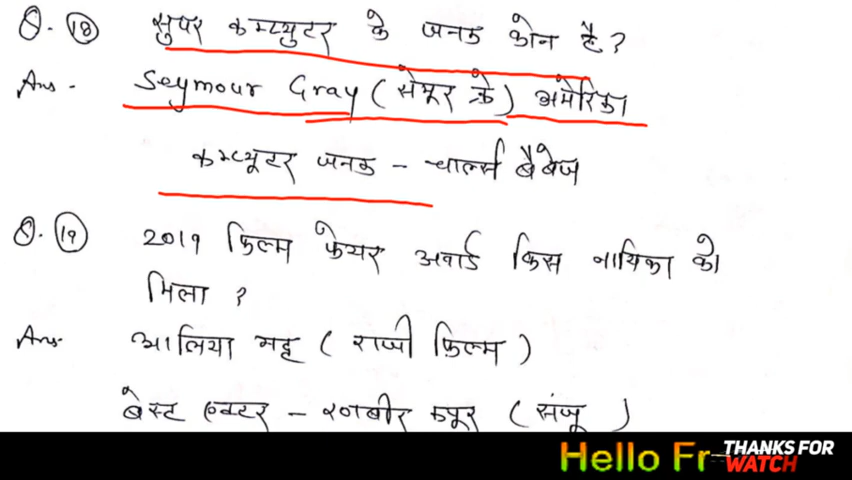 Q. 18 सुपर कम्प्युटर के जनक कोन है ?
Ans - Seymour Gray ( सेमूर क्रे ) अमेरिका
कम्प्यूटर जनक - चार्ल्स बैबेज
Q. 19 2019 फिल्म फेयर अवार्ड किस नायिका को
मिला ?
Ans आलिया भट्ट ( राजी फिल्म )
बेस्ट एक्टर - रणबीर कपूर ( संजू )
Hello Fr
THANKS FOR
WATCH